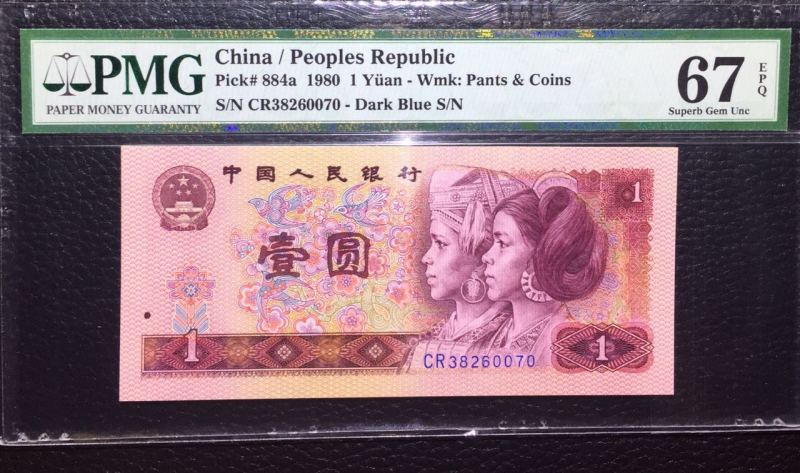 PMG
PAPER MONEY GUARANTY
China / Peoples Republic
Pick# 884a 1980 1 Yüan - Wmk: Pants & Coins
S/N CR38260070 - Dark Blue S/N
67 EPQ
Superb Gem Unc
中国人民银行
1
壹圆
1
CR38260070
1